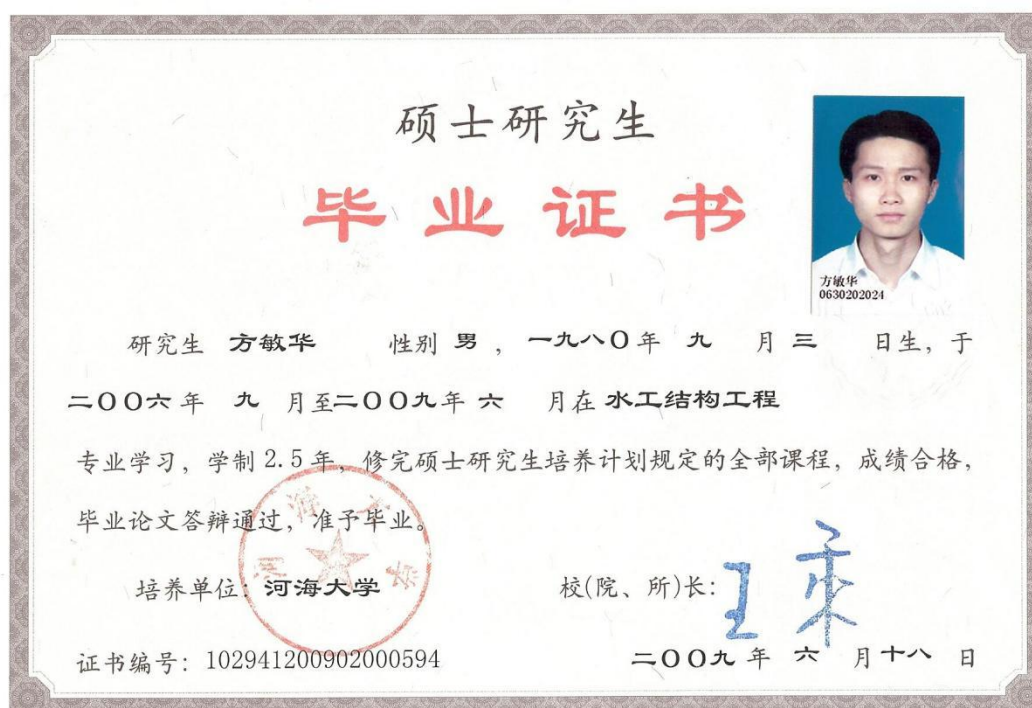 硕士研究生
毕业证书
方敏华
0630202024
研究生 方敏华 性别 男 ，一九八〇年 九 月 三 日生，于
二〇〇六 年 九 月至二〇〇九年 六 月在 水工结构工程
专业学习，学制 2.5 年，修完硕士研究生培养计划规定的全部课程，成绩合格，
毕业论文答辩通过，准予毕业。
河海大学
培养单位：河海大学 校(院、所)长：王乘
证书编号：102941200902000594 二〇〇九 年 六 月十八 日